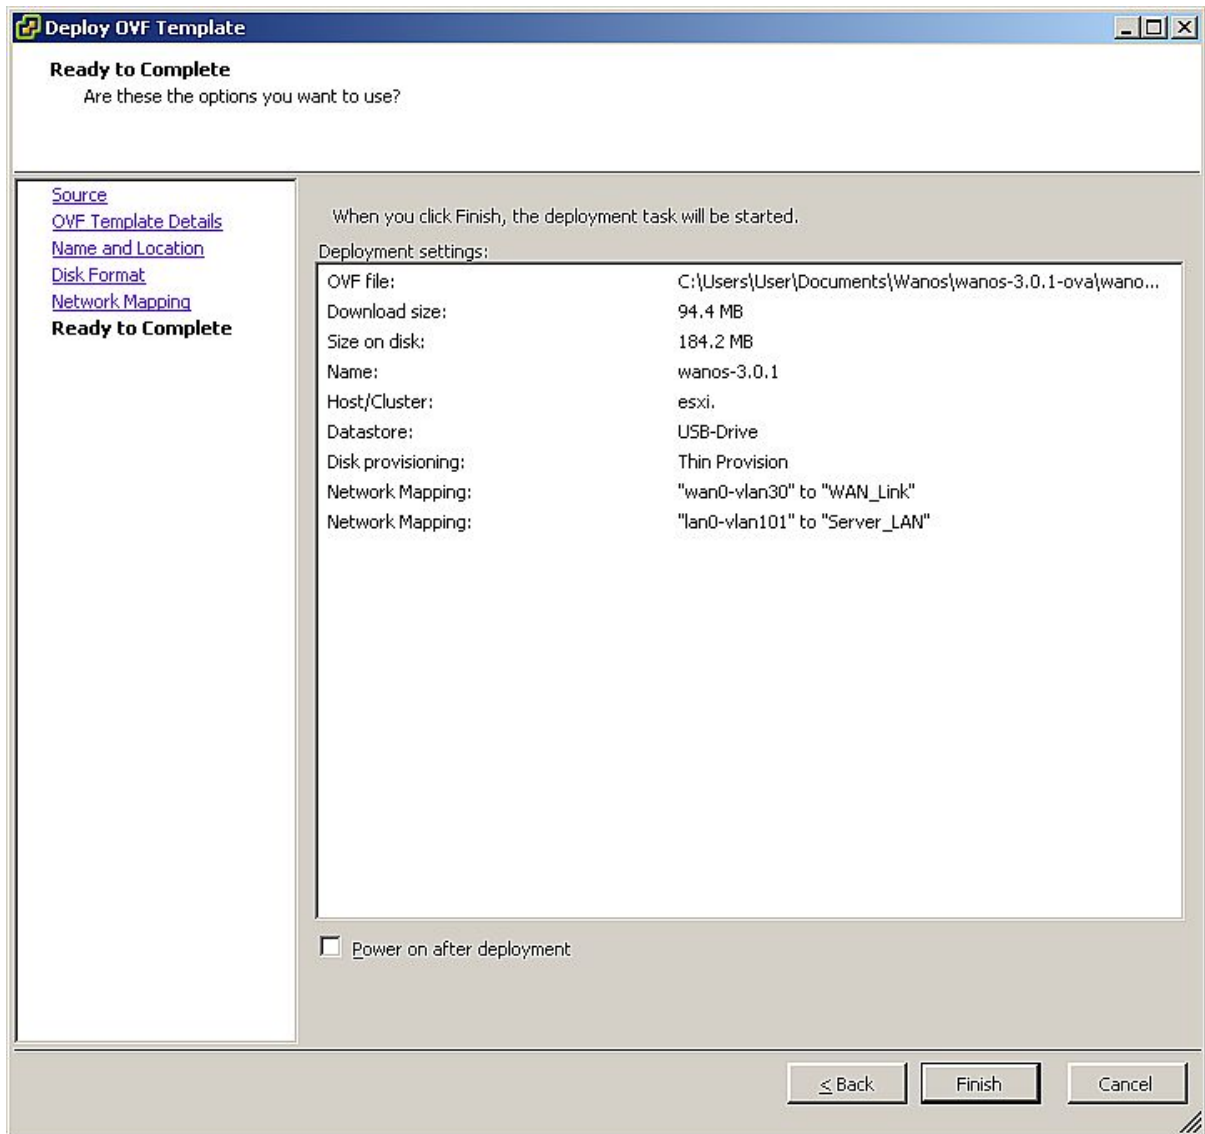 Deploy OVF Template
Ready to Complete
Are these the options you want to use?
Source
OVF Template Details
Name and Location
Disk Format
Network Mapping
Ready to Complete
When you click Finish, the deployment task will be started.
Deployment settings:
OVF file: C:\Users\User\Documents\Wanos\wanos-3.0.1-ova\wano...
Download size: 94.4 MB
Size on disk: 184.2 MB
Name: wanos-3.0.1
Host/Cluster: esxi.
Datastore: USB-Drive
Disk provisioning: Thin Provision
Network Mapping: "wan0-vlan30" to "WAN_Link"
Network Mapping: "lan0-vlan101" to "Server_LAN"
Power on after deployment
< Back Finish Cancel